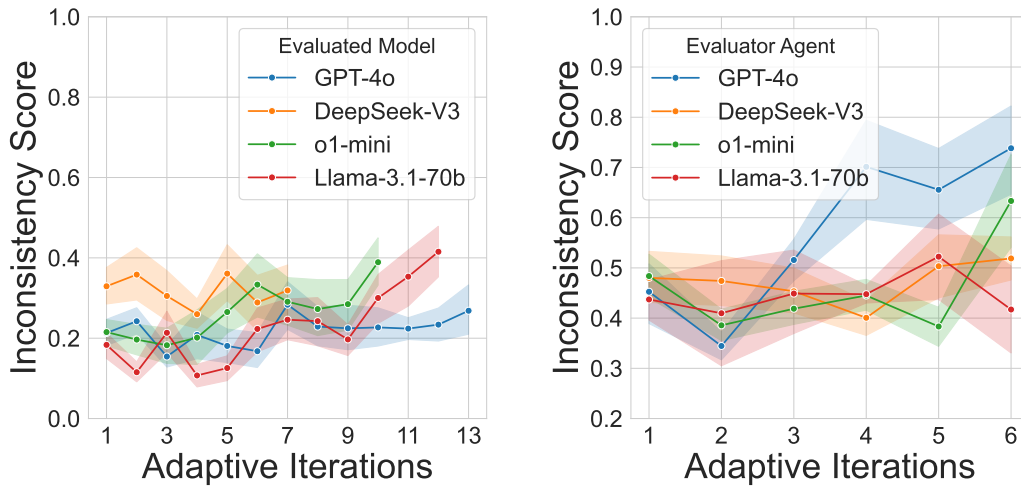 1.0
0.8
0.6
0.4
0.2
0.0
Inconsistency Score
Evaluated Model
GPT-4o
DeepSeek-V3
o1-mini
Llama-3.1-70b
1 3 5 7 9 11 13
Adaptive Iterations
1.0
0.9
0.8
0.7
0.6
0.5
0.4
0.3
0.2
Inconsistency Score
Evaluator Agent
GPT-4o
DeepSeek-V3
o1-mini
Llama-3.1-70b
1 2 3 4 5 6
Adaptive Iterations